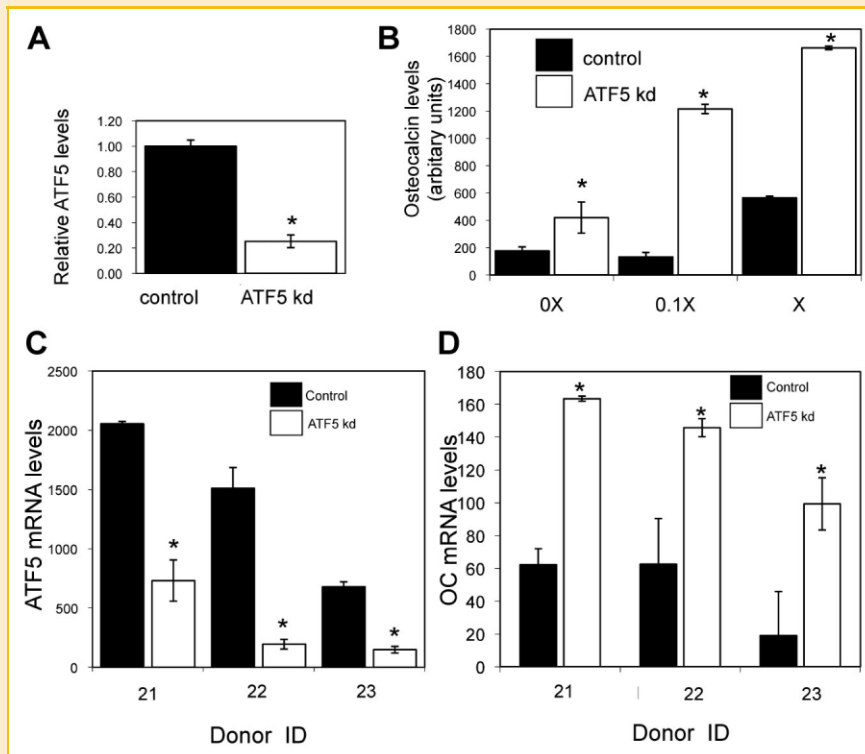 A
Relative ATF5 levels
1.20
1.00
0.80
0.60
0.40
0.20
0.00
*
control ATF5 kd
B
Osteocalcin levels
(arbitary units)
1800
1600
1400
1200
1000
800
600
400
200
0
control
ATF5 kd
*
*
*
0X 0.1X X
C
ATF5 mRNA levels
2500
2000
1500
1000
500
0
Control
ATF5 kd
*
*
*
21 22 23
Donor ID
D
OC mRNA levels
180
160
140
120
100
80
60
40
20
0
Control
ATF5 kd
*
*
*
21 22 23
Donor ID